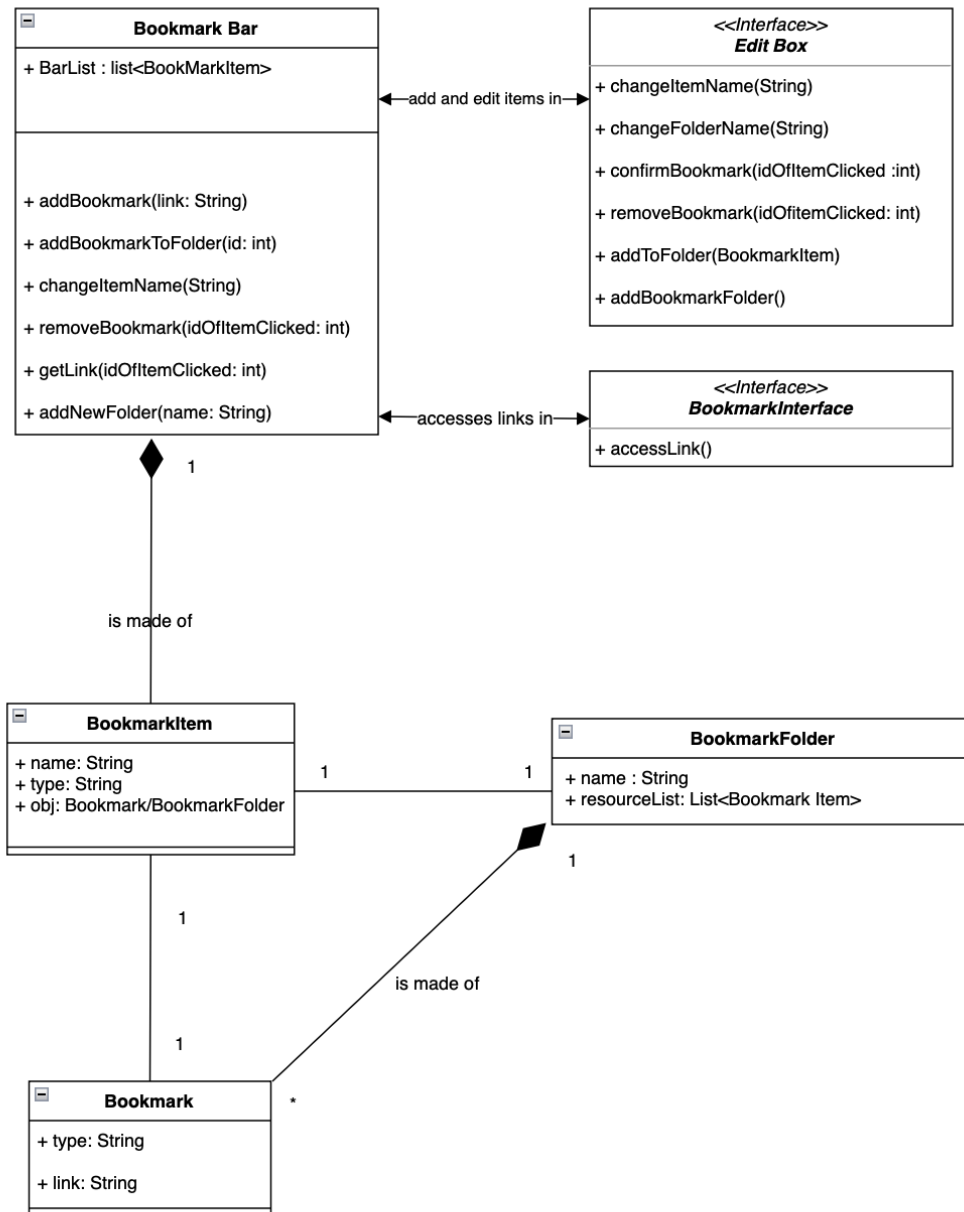 Bookmark Bar
+ BarList : list<BookMarkItem>
+ addBookmark(link: String)
+ addBookmarkToFolder(id: int)
+ changeItemName(String)
+ removeBookmark(idOfItemClicked: int)
+ getLink(idOfItemClicked: int)
+ addNewFolder(name: String)
add and edit items in
<<Interface>>
Edit Box
+ changeItemName(String)
+ changeFolderName(String)
+ confirmBookmark(idOfItemClicked :int)
+ removeBookmark(idOfitemClicked: int)
+ addToFolder(BookmarkItem)
+ addBookmarkFolder()
accesses links in
<<Interface>>
BookmarkInterface
+ accessLink()
1
is made of
BookmarkItem
+ name: String
+ type: String
+ obj: Bookmark/BookmarkFolder
1
1
BookmarkFolder
+ name : String
+ resourceList: List<Bookmark Item>
1
1
is made of
1
*
Bookmark
+ type: String
+ link: String